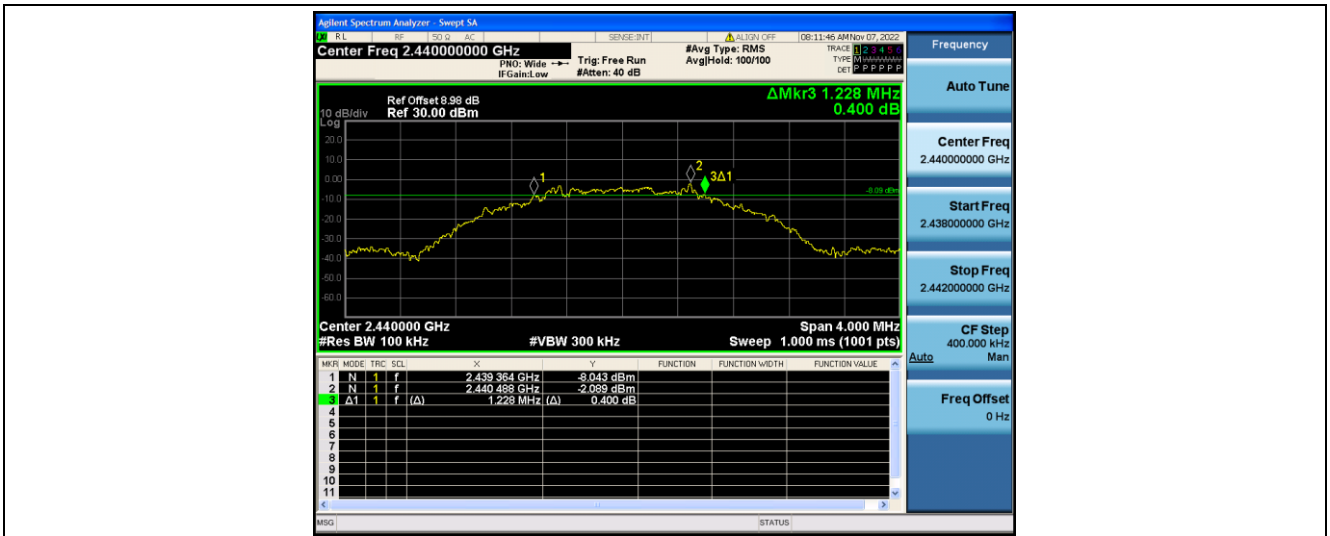 Agilent Spectrum Analyzer - Swept SA
RL RF 50 Ω AC SENSE:INT ALIGN OFF 08:11:46 AM Nov 07, 2022
Center Freq 2.440000000 GHz
PNO: Wide
IFGain:Low
Trig: Free Run
#Atten: 40 dB
#Avg Type: RMS
Avg|Hold: 100/100
TRACE 1 2 3 4 5 6
TYPE M
DET P P P P P P
Ref Offset 8.98 dB
10 dB/div Ref 30.00 dBm
Log
ΔMkr3 1.228 MHz
0.400 dB
20.0
10.0
0.00
-10.0
-20.0
-30.0
-40.0
-50.0
-60.0
1
2
3Δ1
-8.09 dBm
Center 2.440000 GHz Span 4.000 MHz
#Res BW 100 kHz #VBW 300 kHz Sweep 1.000 ms (1001 pts)
MKR MODE TRC SCL X Y FUNCTION FUNCTION WIDTH FUNCTION VALUE
1 N 1 f 2.439 364 GHz -8.043 dBm
2 N 1 f 2.440 488 GHz -2.089 dBm
3 Δ1 1 f (Δ) 1.228 MHz (Δ) 0.400 dB
4
5
6
7
8
9
10
11
MSG STATUS
Frequency
Auto Tune
Center Freq
2.440000000 GHz
Start Freq
2.438000000 GHz
Stop Freq
2.442000000 GHz
CF Step
400.000 kHz
Auto Man
Freq Offset
0 Hz